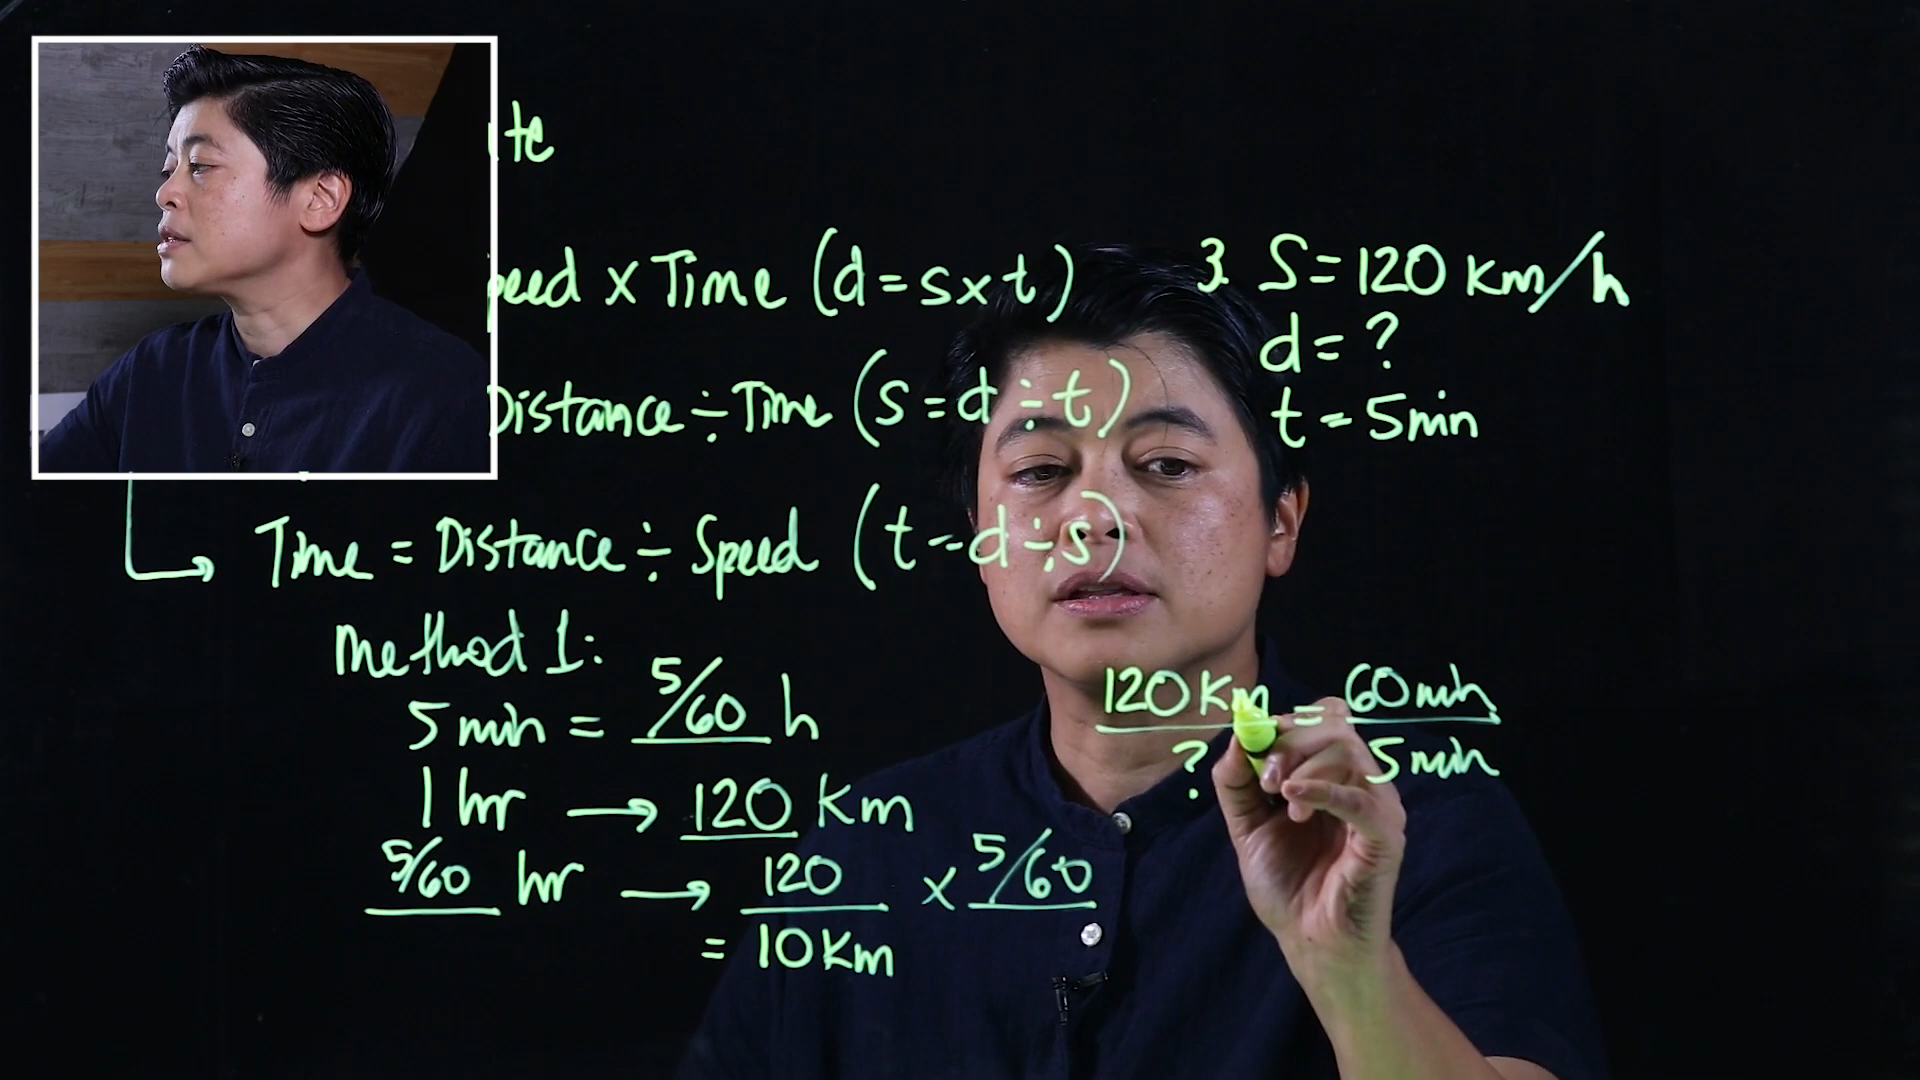 te
peed x Time (d = s x t)
Distance ÷ Time (s = d ÷ t)
Time = Distance ÷ Speed (t = d ÷ s)
3. S = 120 km/h
d = ?
t = 5 min
Method 1:
5 min = 5/60 h
1 hr → 120 Km
5/60 hr → 120 x 5/60
= 10 Km
120 Km = 60 min
? 5 min